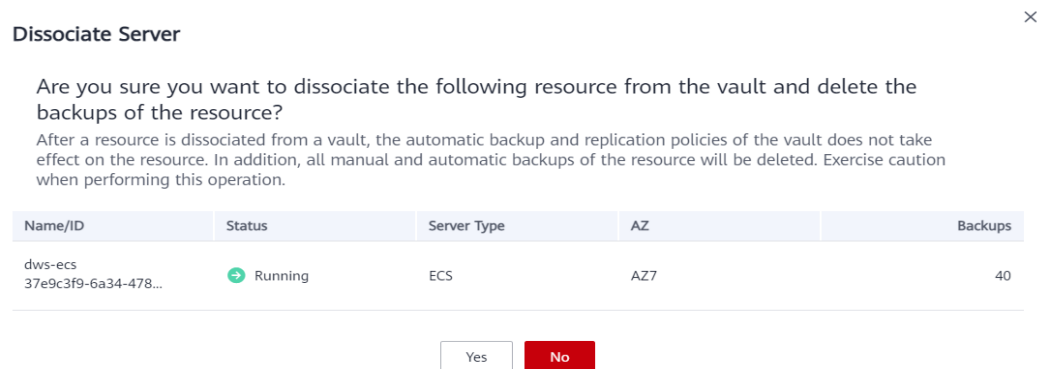 Dissociate Server
Are you sure you want to dissociate the following resource from the vault and delete the
backups of the resource?
After a resource is dissociated from a vault, the automatic backup and replication policies of the vault does not take
effect on the resource. In addition, all manual and automatic backups of the resource will be deleted. Exercise caution
when performing this operation.
Name/ID Status Server Type AZ Backups
dws-ecs
37e9c3f9-6a34-478... Running ECS AZ7 40
Yes No